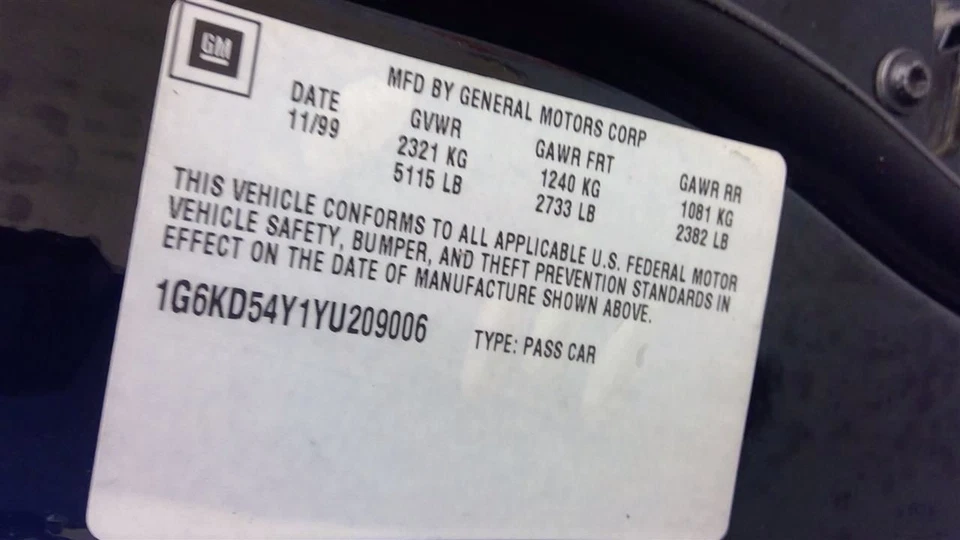 GM
MFD BY GENERAL MOTORS CORP
DATE GVWR GAWR FRT GAWR RR
11/99 2321 KG 1240 KG 1081 KG
5115 LB 2733 LB 2382 LB
THIS VEHICLE CONFORMS TO ALL APPLICABLE U.S. FEDERAL MOTOR
VEHICLE SAFETY, BUMPER, AND THEFT PREVENTION STANDARDS IN
EFFECT ON THE DATE OF MANUFACTURE SHOWN ABOVE.
1G6KD54Y1YU209006 TYPE: PASS CAR